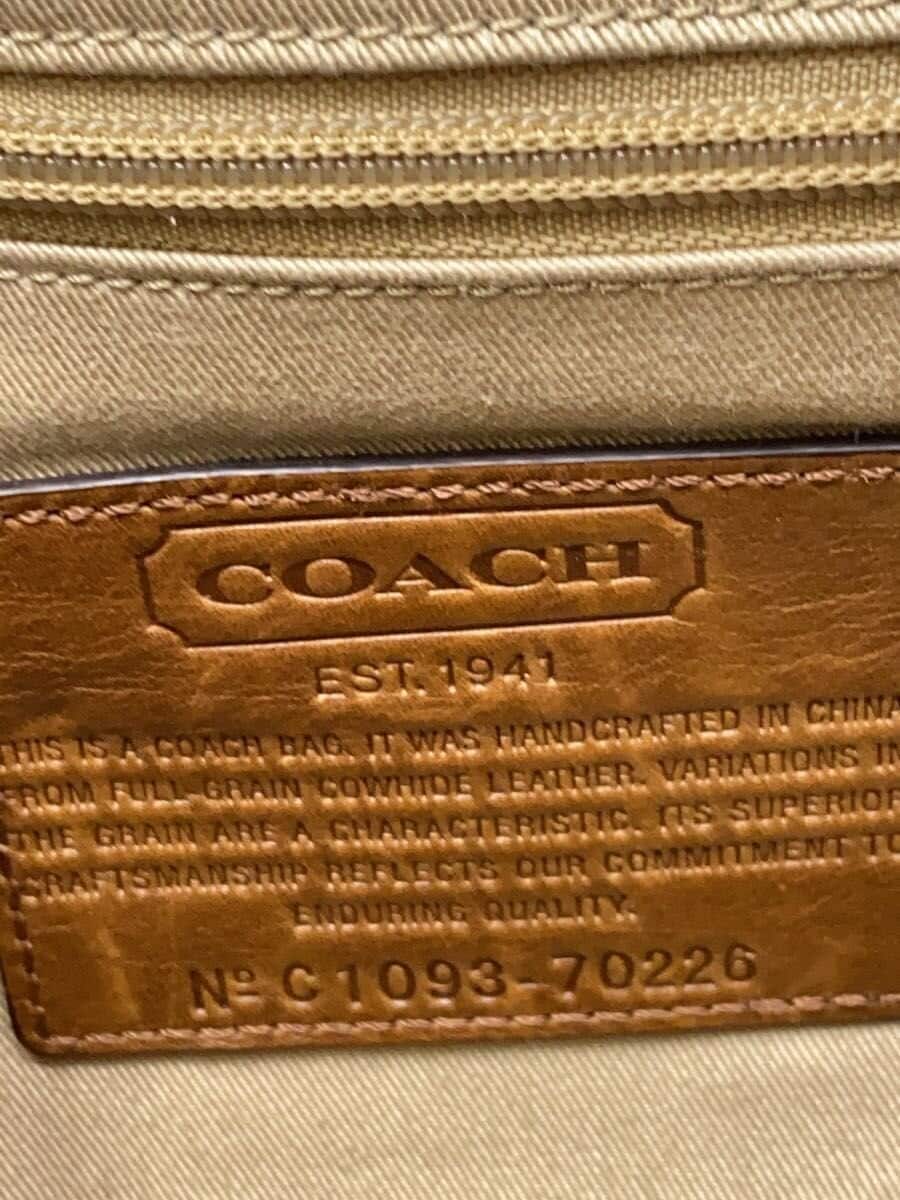 COACH
EST. 1941
THIS IS A COACH BAG. IT WAS HANDCRAFTED IN CHINA
FROM FULL-GRAIN COWHIDE LEATHER. VARIATIONS IN
THE GRAIN ARE A CHARACTERISTIC. ITS SUPERIOR
CRAFTSMANSHIP REFLECTS OUR COMMITMENT TO
ENDURING QUALITY.
Nº C1093-70226